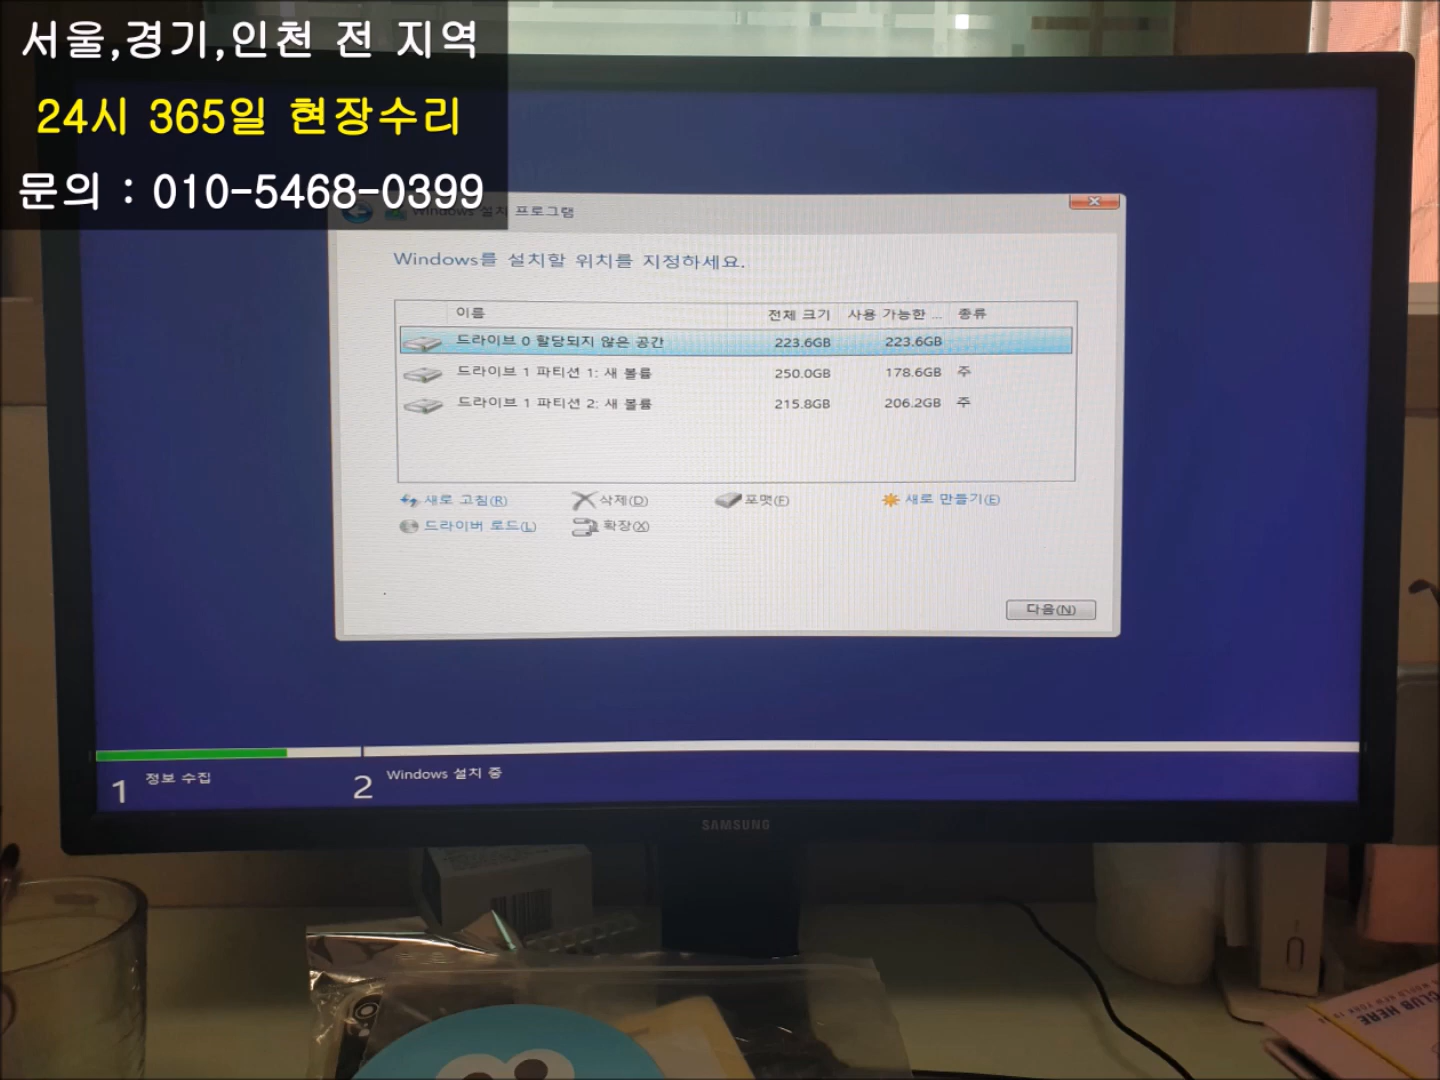 서울,경기,인천 전 지역
24시 365일 현장수리
문의 : 010-5468-0399
Windows 설치 프로그램
Windows를 설치할 위치를 지정하세요.
이름 전체 크기 사용 가능한 ... 종류
드라이브 0 할당되지 않은 공간 223.6GB 223.6GB
드라이브 1 파티션 1: 새 볼륨 250.0GB 178.6GB 주
드라이브 1 파티션 2: 새 볼륨 215.8GB 206.2GB 주
새로 고침(R) 삭제(D) 포맷(F) 새로 만들기(E)
드라이버 로드(L) 확장(X)
다음(N)
1 정보 수집 2 Windows 설치 중
SAMSUNG
CLUB HERE